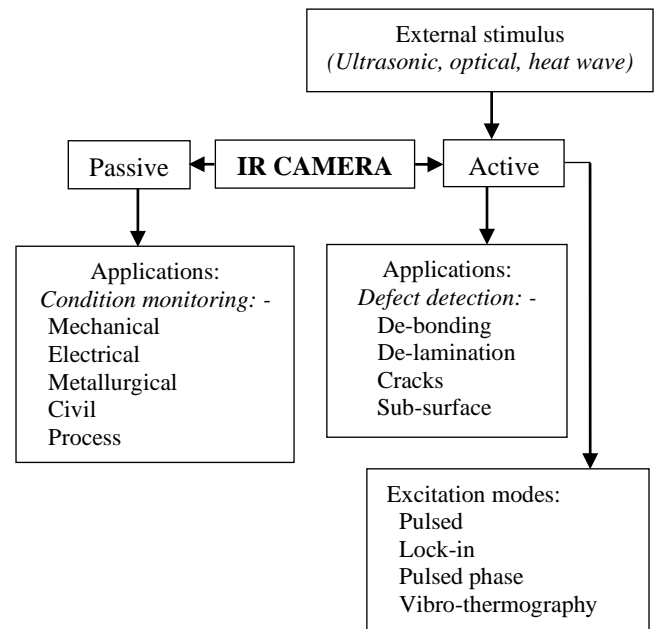 External stimulus
(Ultrasonic, optical, heat wave)
Passive
IR CAMERA
Active
Applications:
Condition monitoring: -
Mechanical
Electrical
Metallurgical
Civil
Process
Applications:
Defect detection: -
De-bonding
De-lamination
Cracks
Sub-surface
Excitation modes:
Pulsed
Lock-in
Pulsed phase
Vibro-thermography